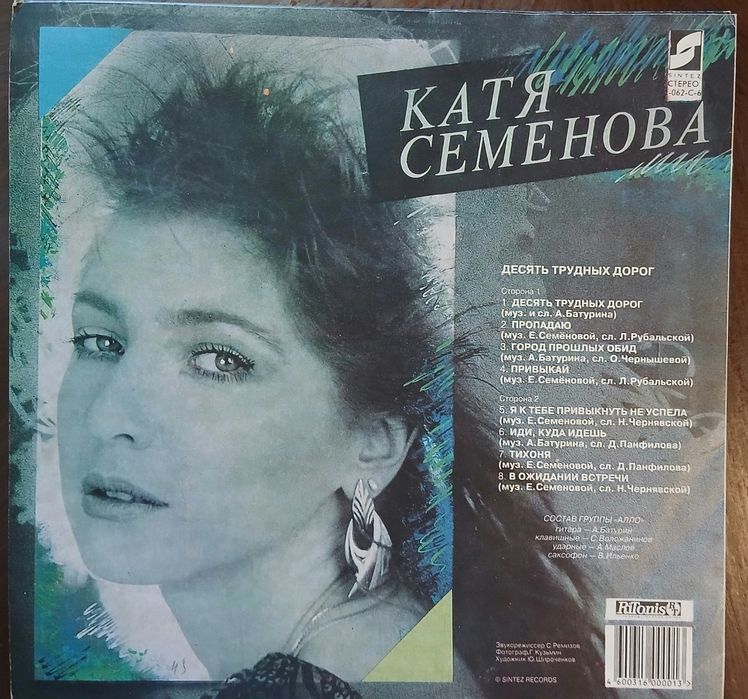 SINTEZ
СТЕРЕО
-062-С-6
КАТЯ
СЕМЕНОВА
ДЕСЯТЬ ТРУДНЫХ ДОРОГ
Сторона 1
1. ДЕСЯТЬ ТРУДНЫХ ДОРОГ
(муз. и сл. А.Батурина)
2. ПРОПАДАЮ
(муз. Е.Семёновой, сл. Л.Рубальской)
3. ГОРОД ПРОШЛЫХ ОБИД
(муз. А.Батурина, сл. О.Чернышевой)
4. ПРИВЫКАЙ
(муз. Е.Семёновой, сл. Л.Рубальской)
Сторона 2
5. Я К ТЕБЕ ПРИВЫКНУТЬ НЕ УСПЕЛА
(муз. Е.Семеновой, сл. Н.Чернявской)
6. ИДИ, КУДА ИДЕШЬ
(муз. А.Батурина, сл. Д.Панфилова)
7. ТИХОНЯ
(муз. Е.Семеновой, сл. Д.Панфилова)
8. В ОЖИДАНИИ ВСТРЕЧИ
(муз. Е.Семеновой, сл. Н.Чернявской)
СОСТАВ ГРУППЫ «АЛЛО»
гитара — А.Батурин
клавишные — С.Воложанинов
ударные — А.Маслов
саксофон — В.Ильенко
RiTonis
Звукорежиссер С.Ремизов
Фотограф Г.Кузьмин
Художник Ю.Широченков
© SINTEZ RECORDS
4 600316 000013 >